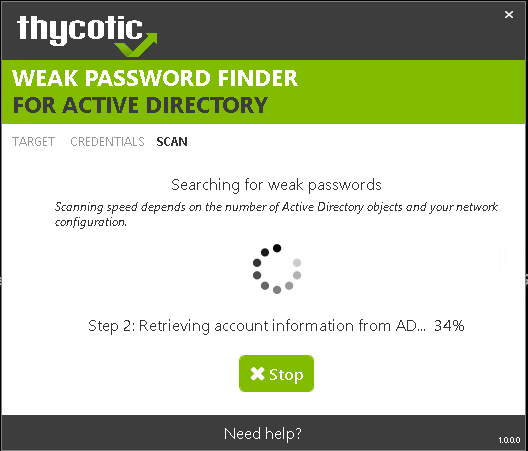 thycotic
×
WEAK PASSWORD FINDER
FOR ACTIVE DIRECTORY
TARGET CREDENTIALS SCAN
Searching for weak passwords
Scanning speed depends on the number of Active Directory objects and your network
configuration.
Step 2: Retrieving account information from AD... 34%
Stop
Need help?
1.0.0.0